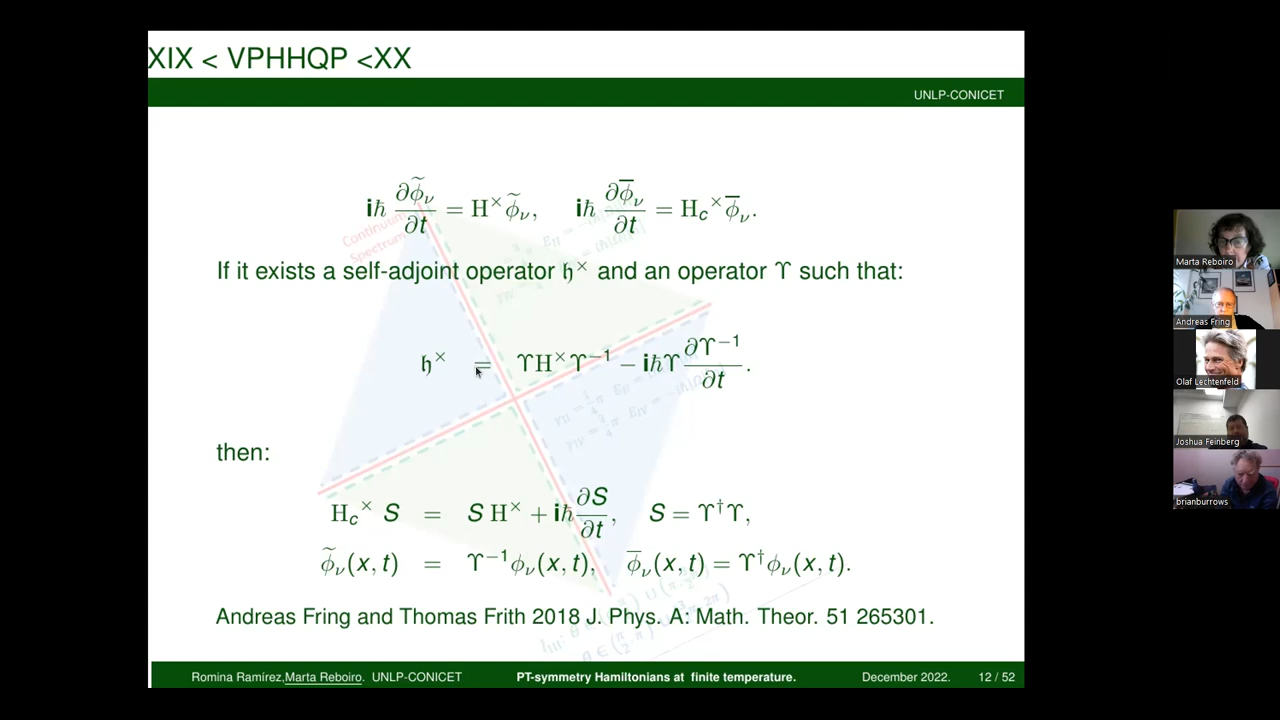 XIX < VPHHQP <XX
UNLP-CONICET
iħ ∂ϕ̃_ν/∂t = H^× ϕ̃_ν,   iħ ∂ϕ̅_ν/∂t = H_c^× ϕ̅_ν.
If it exists a self-adjoint operator 𝔥^× and an operator ϒ such that:
𝔥^× = ϒH^×ϒ^−1 − iħϒ ∂ϒ^−1/∂t.
then:
H_c^× S = S H^× + iħ ∂S/∂t,   S = ϒ^†ϒ,
ϕ̃_ν(x, t) = ϒ^−1ϕ_ν(x, t),   ϕ̅_ν(x, t) = ϒ^†ϕ_ν(x, t).
Andreas Fring and Thomas Frith 2018 J. Phys. A: Math. Theor. 51 265301.
Romina Ramírez,Marta Reboiro. UNLP-CONICET PT-symmetry Hamiltonians at finite temperature. December 2022. 12 / 52
Continuum
Spectrum
Marta Reboiro
Andreas Fring
Olaf Lechtenfeld
Joshua Feinberg
brianburrows